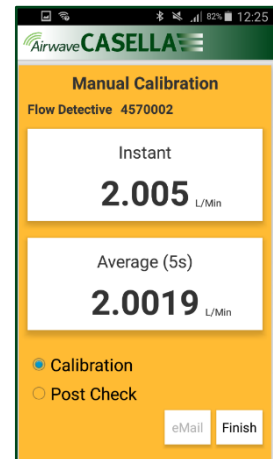 82% 12:25
Airwave CASELLA
Manual Calibration
Flow Detective 4570002
Instant
2.005 L/Min
Average (5s)
2.0019 L/Min
Calibration
Post Check
eMail Finish